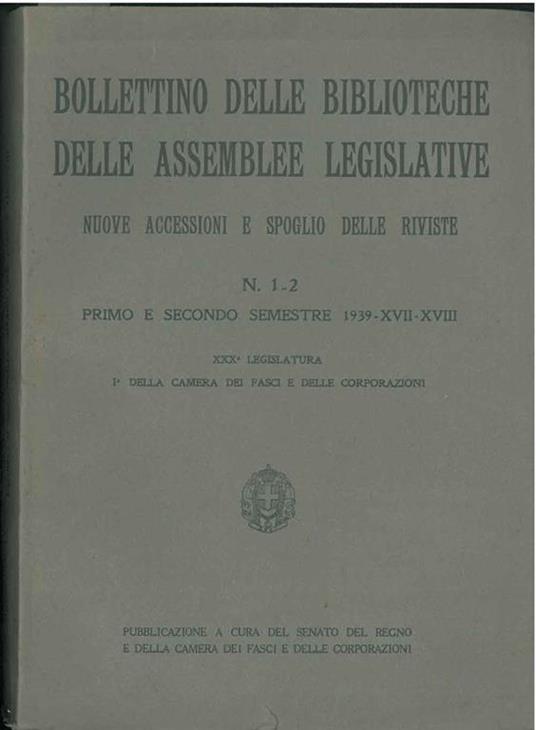 BOLLETTINO DELLE BIBLIOTECHE
DELLE ASSEMBLEE LEGISLATIVE
NUOVE ACCESSIONI E SPOGLIO DELLE RIVISTE
N. 1-2
PRIMO E SECONDO SEMESTRE 1939-XVII-XVIII
XXXª LEGISLATURA
Iª DELLA CAMERA DEI FASCI E DELLE CORPORAZIONI
PUBBLICAZIONE A CURA DEL SENATO DEL REGNO
E DELLA CAMERA DEI FASCI E DELLE CORPORAZIONI